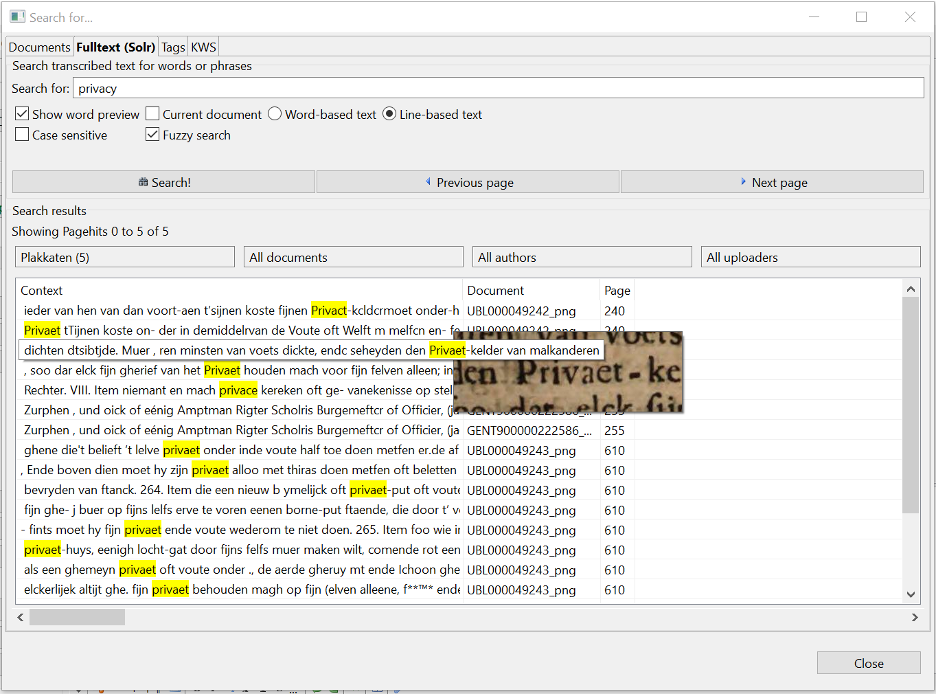 Search for...
Documents Fulltext (Solr) Tags KWS
Search transcribed text for words or phrases
Search for: privacy
Show word preview Current document Word-based text Line-based text
Case sensitive Fuzzy search
Search! Previous page Next page
Search results
Showing Pagehits 0 to 5 of 5
Plakkaten (5) All documents All authors All uploaders
Context Document Page
ieder van hen van dan voort-aen t'sijnen koste fijnen Privact-kcldcrmoet onder-h UBL000049242_png 240
Privaet tTijnen koste on- der in demiddelrvan de Voute oft Welft m melfcn en- fe 240
dichten dtsibtjde. Muer , ren minsten van voets dickte, endc seheyden den Privaet-kelder van malkanderen
den Privaet-ke
, soo dar elck fijn gherief van het Privaet houden mach voor fijn felven alleen; in
Rechter. VIII. Item niemant en mach privace kereken oft ge- vanekenisse op stel
Zurphen , und oick of eénig Amptman Rigter Scholris Burgemeftcr of Officier, (ja GENT900000222586_... 255
Zurphen , und oick of eénig Amptman Rigter Scholris Burgemeftcr of Officier, (ja GENT900000222586_... 255
ghene die't belieft 't lelve privaet onder inde voute half toe doen metfen er.de af UBL000049243_png 610
, Ende boven dien moet hy zijn privaet alloo met thiras doen metfen oft beletten UBL000049243_png 610
bevryden van ftanck. 264. Item die een nieuw b ymelijck oft privaet-put oft voute UBL000049243_png 610
fijn ghe- j buer op fijns lelfs erve te voren eenen borne-put ftaende, die door t' v UBL000049243_png 610
- fints moet hy fijn privaet ende voute wederom te niet doen. 265. Item foo wie in UBL000049243_png 610
privaet-huys, eenigh locht-gat door fijns felfs muer maken wilt, comende rot een UBL000049243_png 610
als een ghemeyn privaet oft voute onder ., de aerde gheruy mt ende Ichoon ghe UBL000049243_png 610
elckerlijek altijt ghe. fijn privaet behouden magh op fijn (elven alleene, f**™* ende UBL000049243_png 610
Close